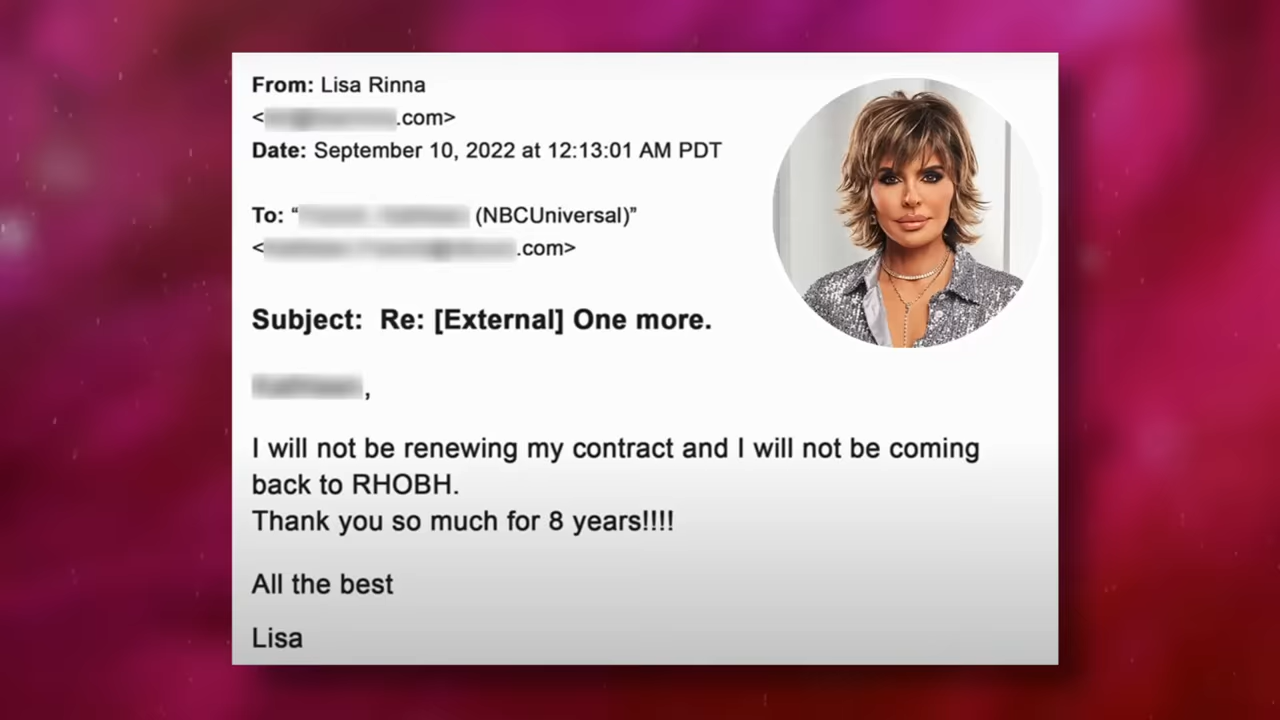 From: Lisa Rinna
< .com>
Date: September 10, 2022 at 12:13:01 AM PDT
To: “ (NBCUniversal)”
< .com>
Subject: Re: [External] One more.
,
I will not be renewing my contract and I will not be coming
back to RHOBH.
Thank you so much for 8 years!!!!
All the best
Lisa